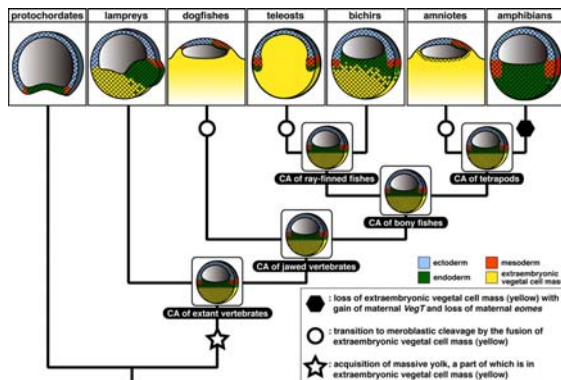 protochordates lampreys dogfishes teleosts bichirs amniotes amphibians
CA of ray-finned fishes
CA of tetrapods
CA of bony fishes
CA of jawed vertebrates
CA of extant vertebrates
ectoderm mesoderm
endoderm extraembryonic
vegetal cell mass
: loss of extraembryonic vegetal cell mass (yellow) with
gain of maternal VegT and loss of maternal eomes
: transition to meroblastic cleavage by the fusion of
extraembryonic vegetal cell mass (yellow)
: acquisition of massive yolk, a part of which is in
extraembryonic vegetal cell mass (yellow)